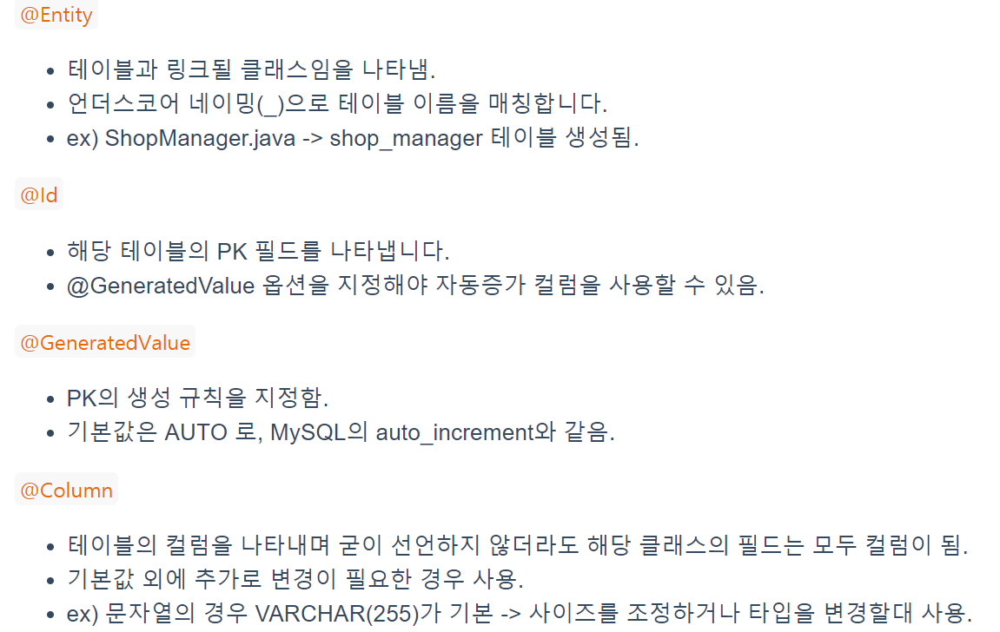 @Entity
• 테이블과 링크될 클래스임을 나타냄.
• 언더스코어 네이밍(_)으로 테이블 이름을 매칭합니다.
• ex) ShopManager.java -> shop_manager 테이블 생성됨.
@Id
• 해당 테이블의 PK 필드를 나타냅니다.
• @GeneratedValue 옵션을 지정해야 자동증가 컬럼을 사용할 수 있음.
@GeneratedValue
• PK의 생성 규칙을 지정함.
• 기본값은 AUTO 로, MySQL의 auto_increment와 같음.
@Column
• 테이블의 컬럼을 나타내며 굳이 선언하지 않더라도 해당 클래스의 필드는 모두 컬럼이 됨.
• 기본값 외에 추가로 변경이 필요한 경우 사용.
• ex) 문자열의 경우 VARCHAR(255)가 기본 -> 사이즈를 조정하거나 타입을 변경할대 사용.